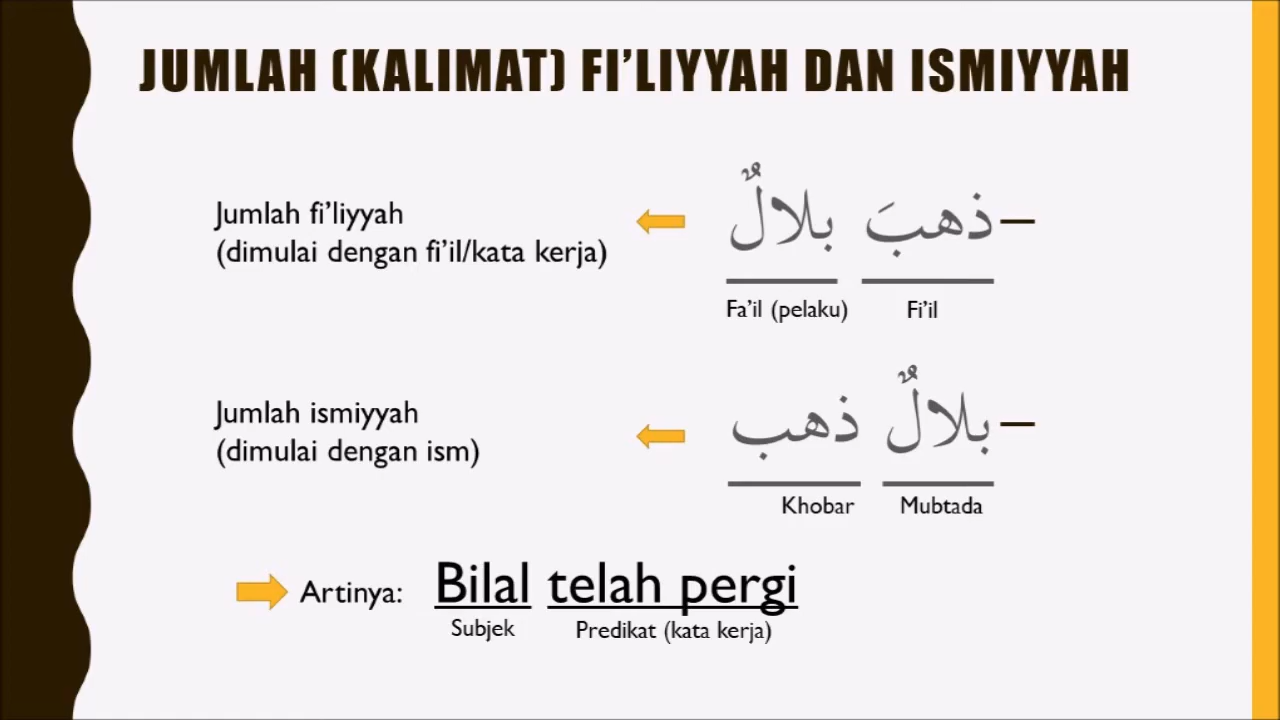 JUMLAH (KALIMAT) FI’LIYYAH DAN ISMIYYAH
Jumlah fi’liyyah
(dimulai dengan fi’il/kata kerja)
ذهبَ بلالٌ
Fa’il (pelaku) Fi’il
Jumlah ismiyyah
(dimulai dengan ism)
بلالٌ ذهب
Khobar Mubtada
Artinya: Bilal telah pergi
Subjek Predikat (kata kerja)